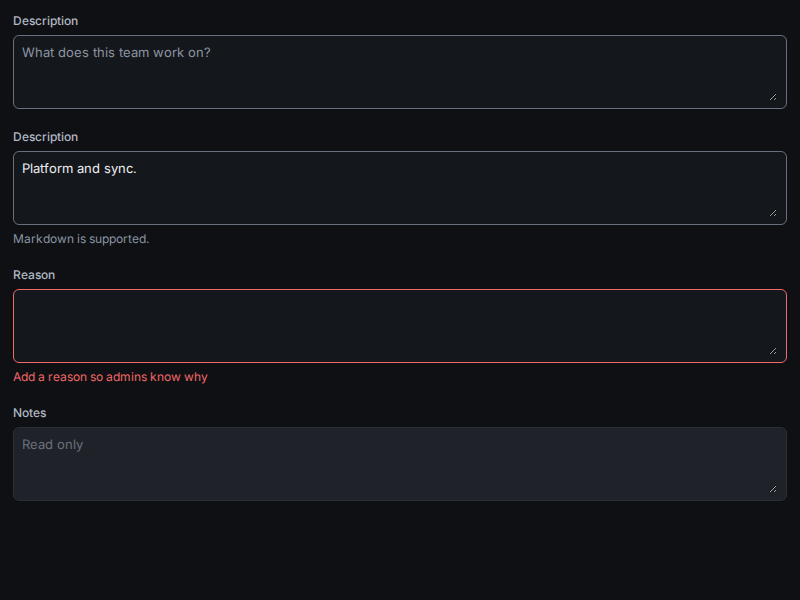 Description
What does this team work on?
Description
Platform and sync.
Markdown is supported.
Reason
Add a reason so admins know why
Notes
Read only